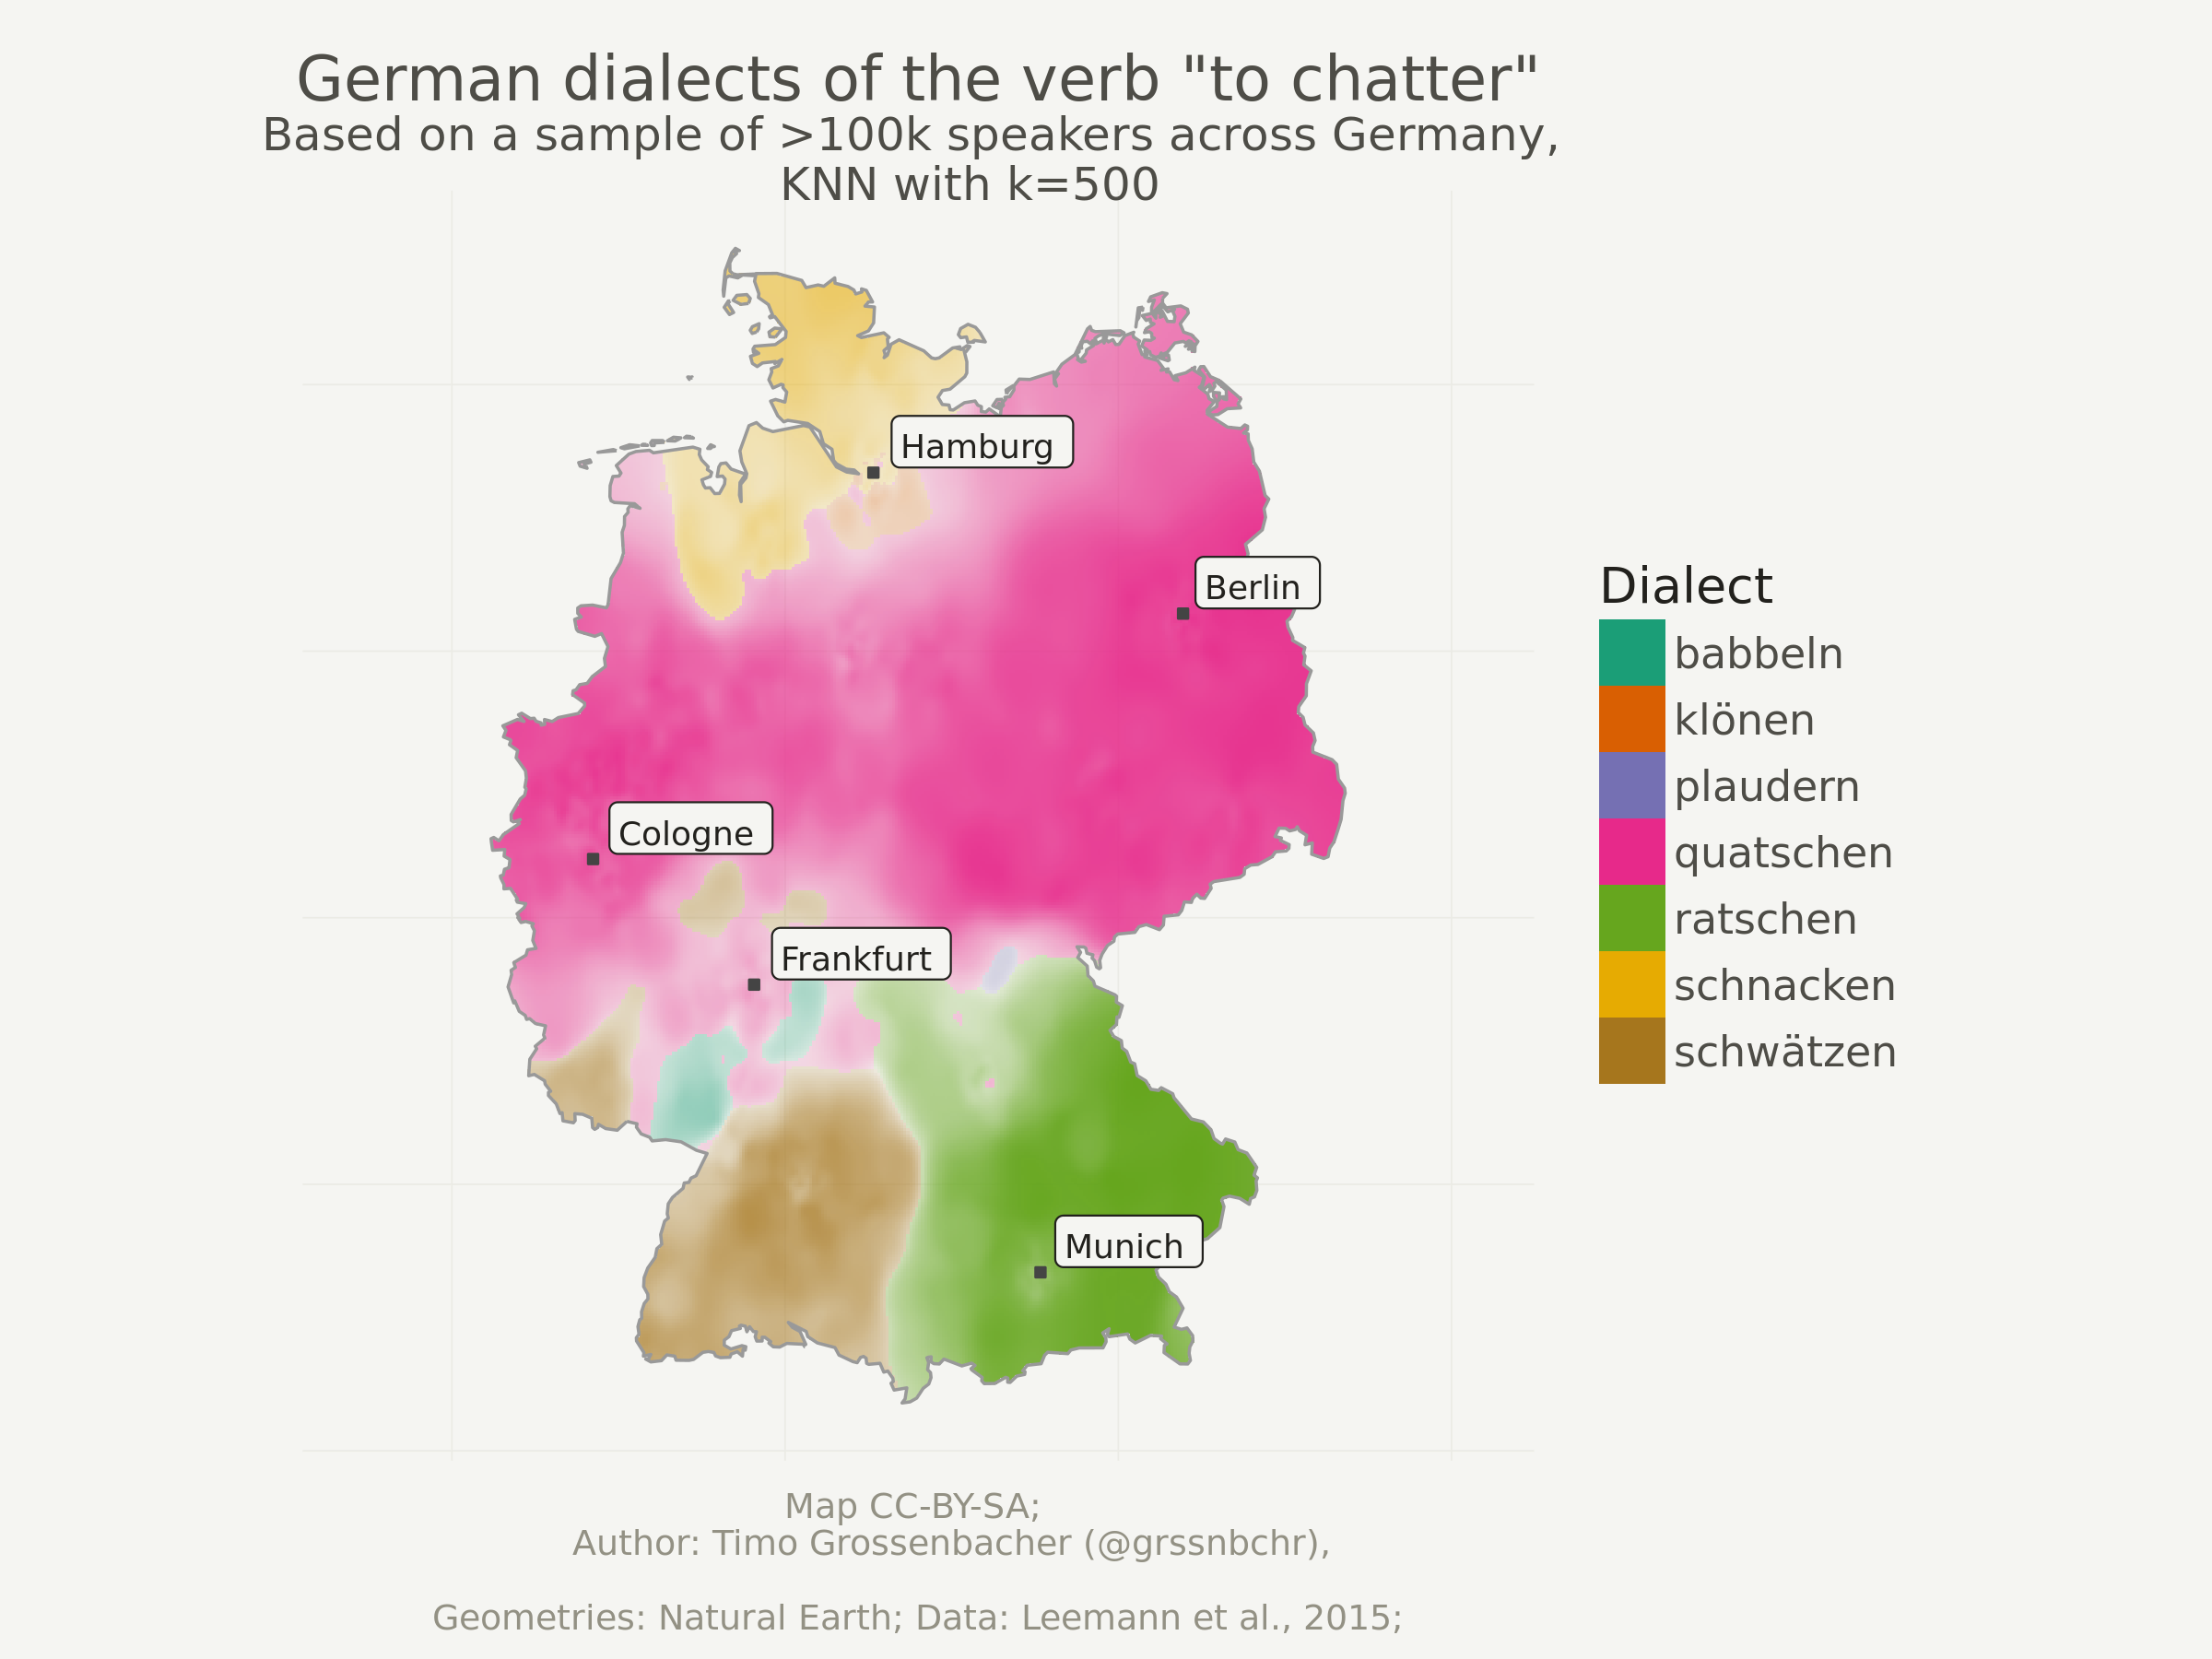 German dialects of the verb "to chatter"
Based on a sample of >100k speakers across Germany,
KNN with k=500
Hamburg
Berlin
Cologne
Frankfurt
Munich
Dialect
babbeln
klönen
plaudern
quatschen
ratschen
schnacken
schwätzen
Map CC-BY-SA;
Author: Timo Grossenbacher (@grssnbchr),
Geometries: Natural Earth; Data: Leemann et al., 2015;